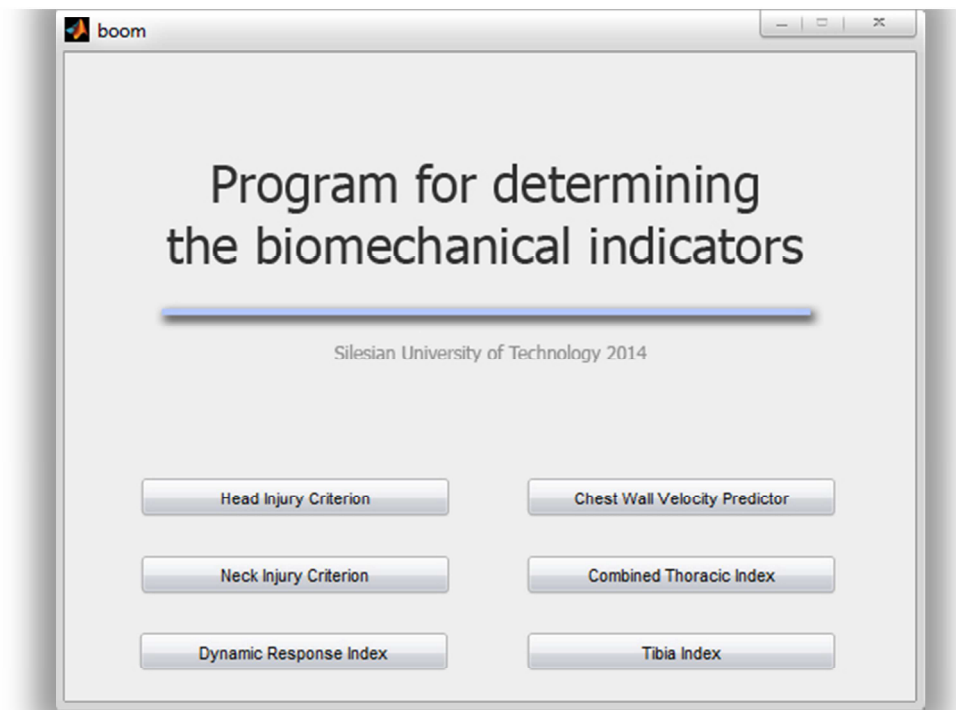 boom
Program for determining
the biomechanical indicators
Silesian University of Technology 2014
Head Injury Criterion
Chest Wall Velocity Predictor
Neck Injury Criterion
Combined Thoracic Index
Dynamic Response Index
Tibia Index